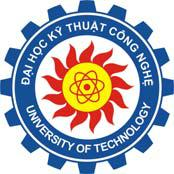 ĐẠI HỌC KỸ THUẬT CÔNG NGHỆ
UNIVERSITY OF TECHNOLOGY